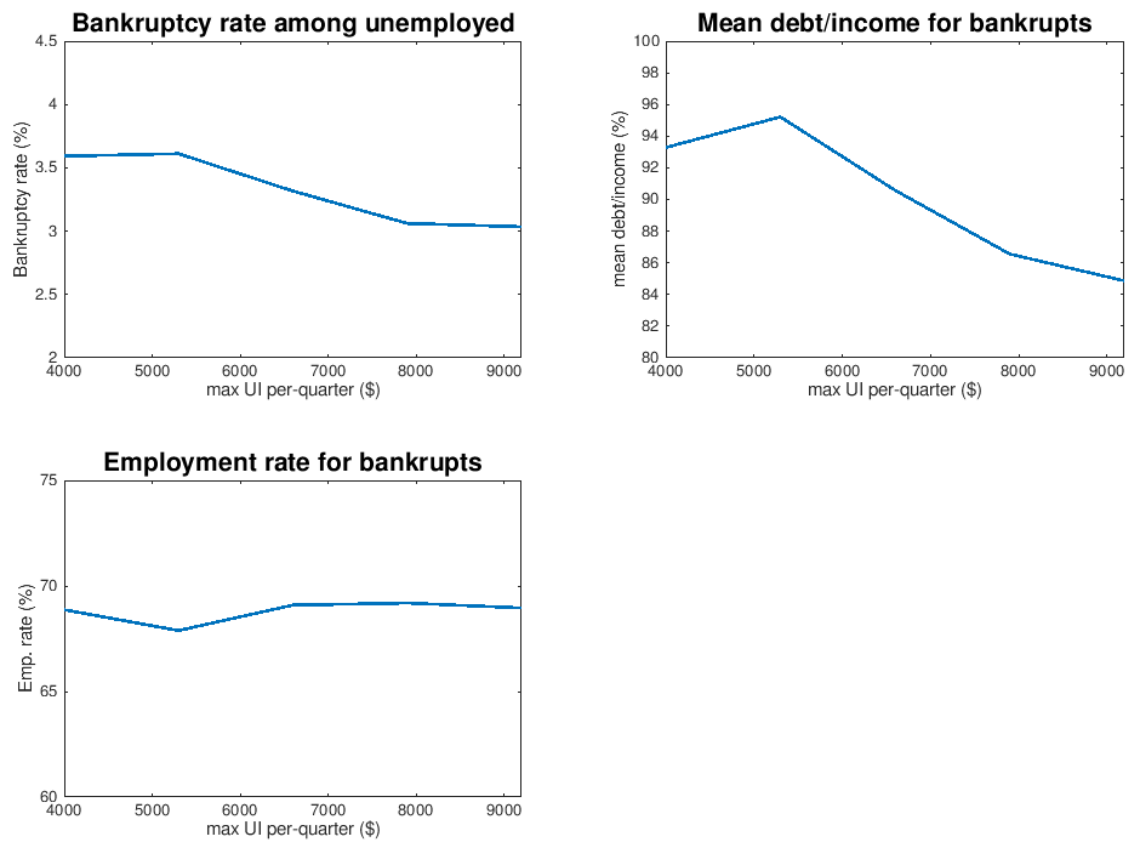 Bankruptcy rate among unemployed
4.5
4
3.5
3
2.5
2
Bankruptcy rate (%)
4000 5000 6000 7000 8000 9000
max UI per-quarter ($)
Mean debt/income for bankrupts
100
98
96
94
92
90
88
86
84
82
80
mean debt/income (%)
4000 5000 6000 7000 8000 9000
max UI per-quarter ($)
Employment rate for bankrupts
75
70
65
60
Emp. rate (%)
4000 5000 6000 7000 8000 9000
max UI per-quarter ($)